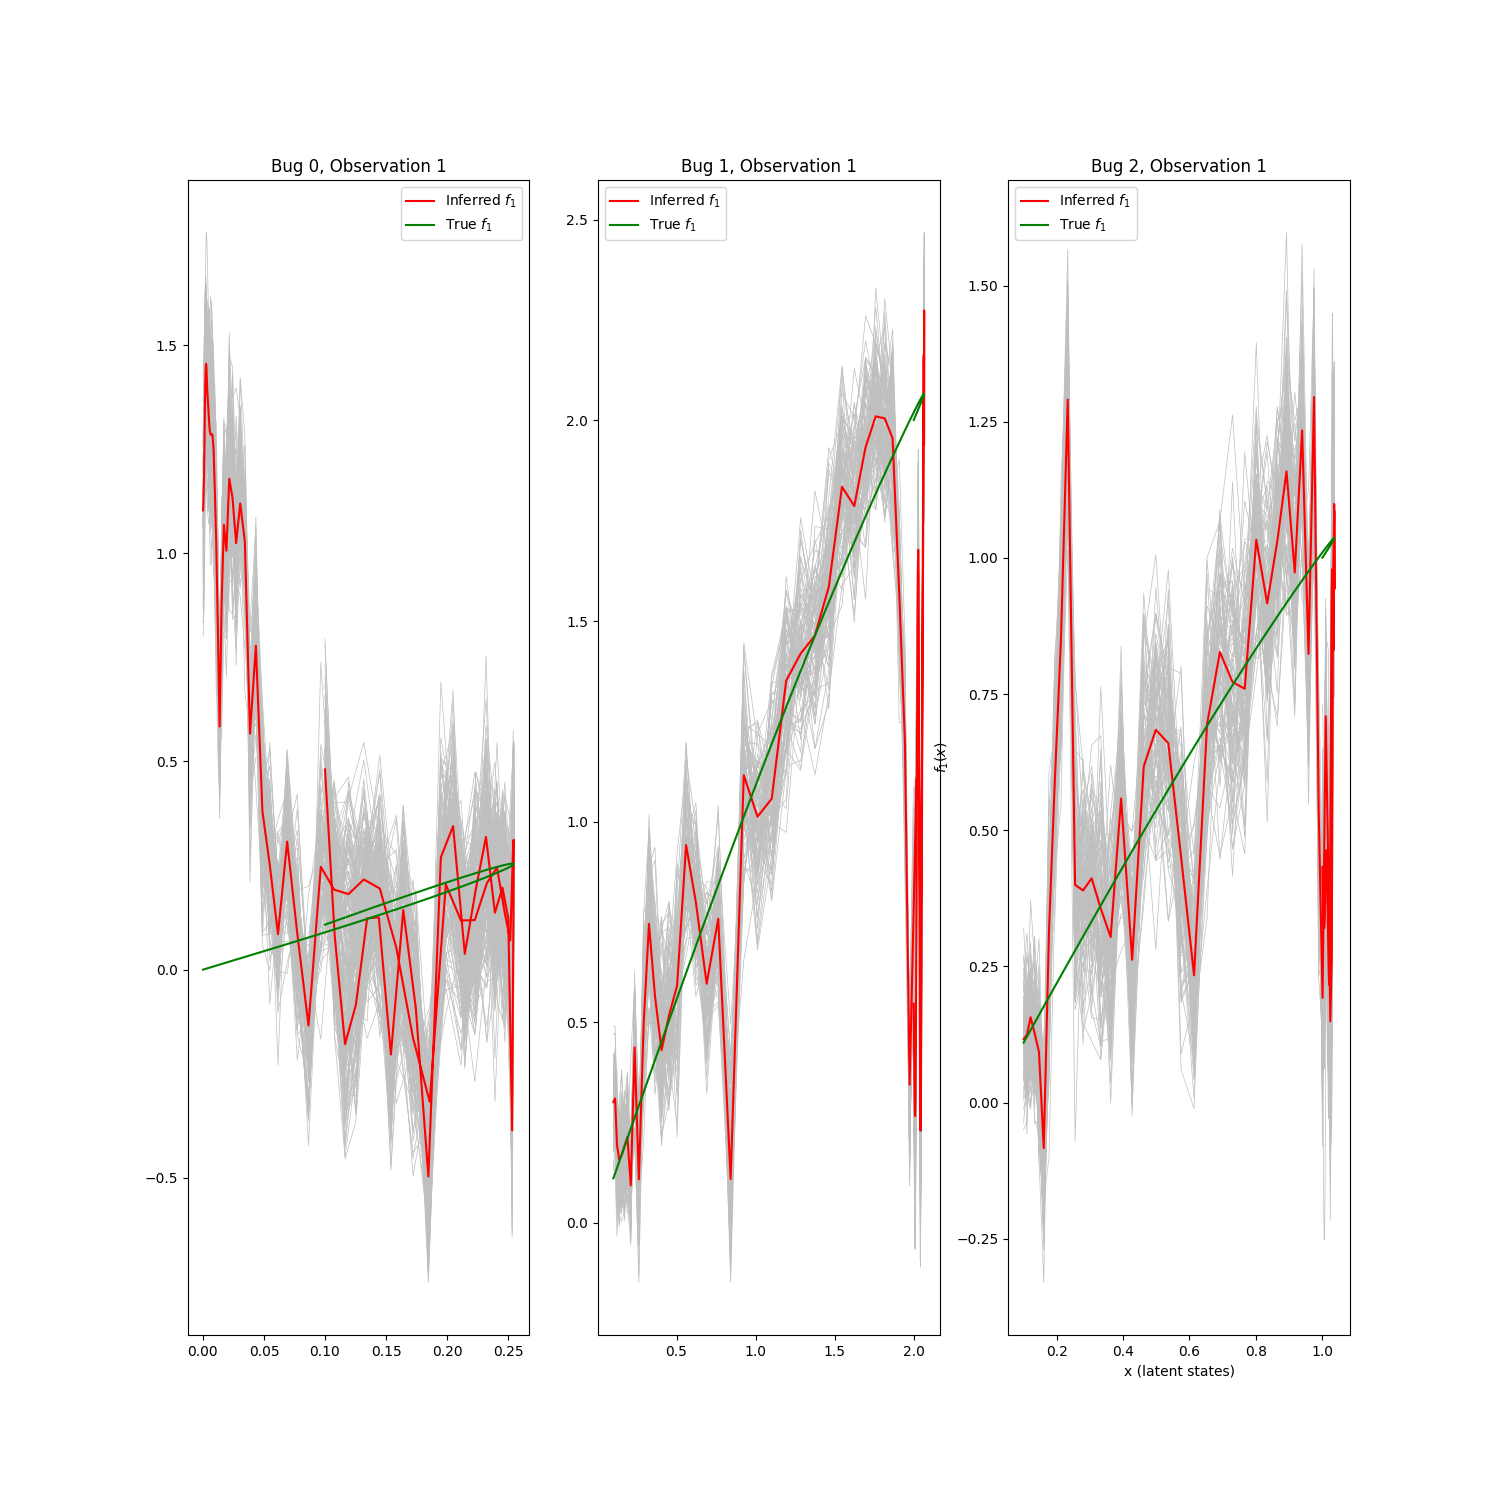 Bug 0, Observation 1
Inferred f₁
True f₁
1.5
1.0
0.5
0.0
−0.5
0.00 0.05 0.10 0.15 0.20 0.25
Bug 1, Observation 1
Inferred f₁
True f₁
2.5
2.0
1.5
1.0
0.5
0.0
0.5 1.0 1.5 2.0
Bug 2, Observation 1
Inferred f₁
True f₁
f₁(x)
1.50
1.25
1.00
0.75
0.50
0.25
0.00
−0.25
0.2 0.4 0.6 0.8 1.0
x (latent states)